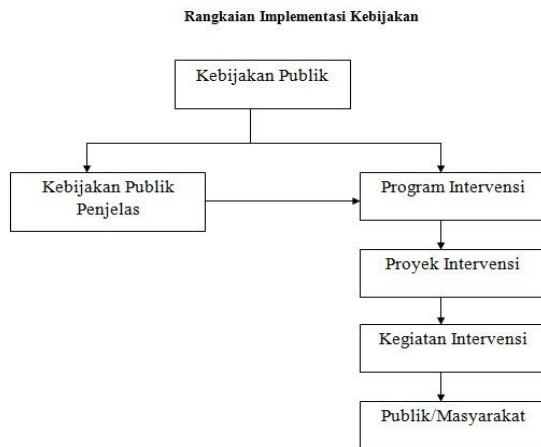 Rangkaian Implementasi Kebijakan
Kebijakan Publik
Kebijakan Publik
Penjelas
Program Intervensi
Proyek Intervensi
Kegiatan Intervensi
Publik/Masyarakat